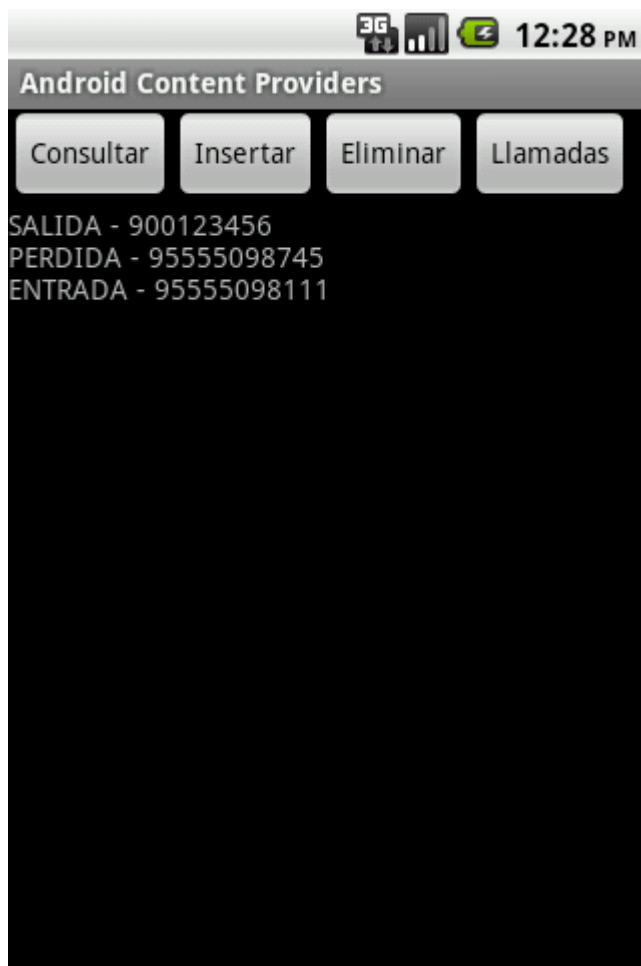 3G 12:28 PM
Android Content Providers
Consultar Insertar Eliminar Llamadas
SALIDA - 900123456
PERDIDA - 95555098745
ENTRADA - 95555098111